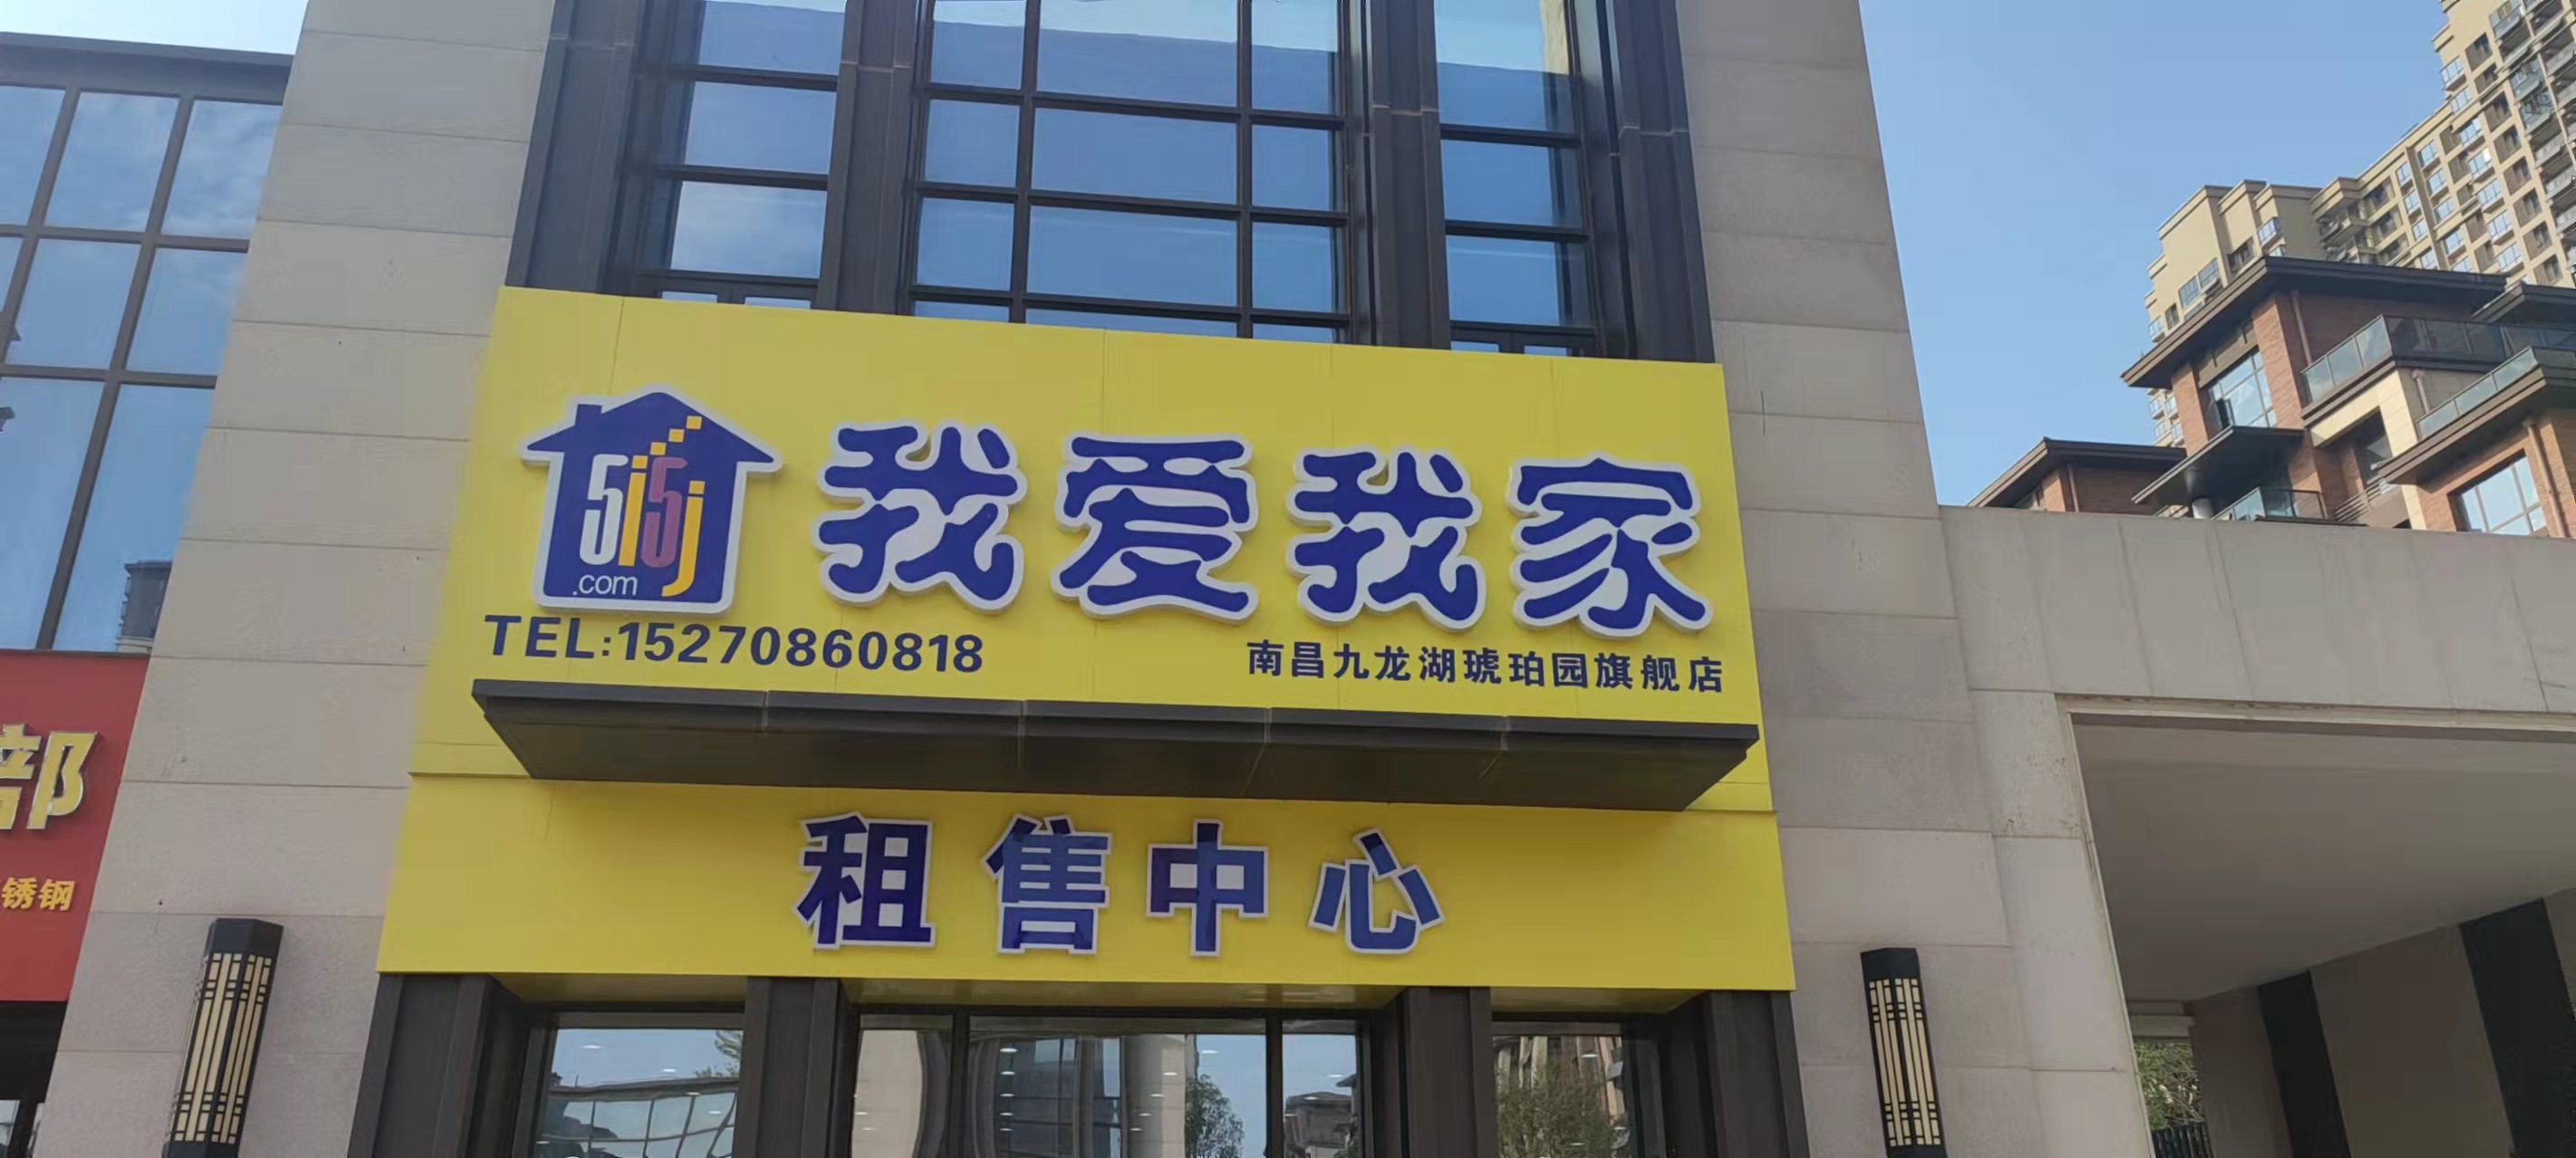 5i5j
.com
我爱我家
TEL:15270860818
南昌九龙湖琥珀园旗舰店
租售中心
部
锈钢